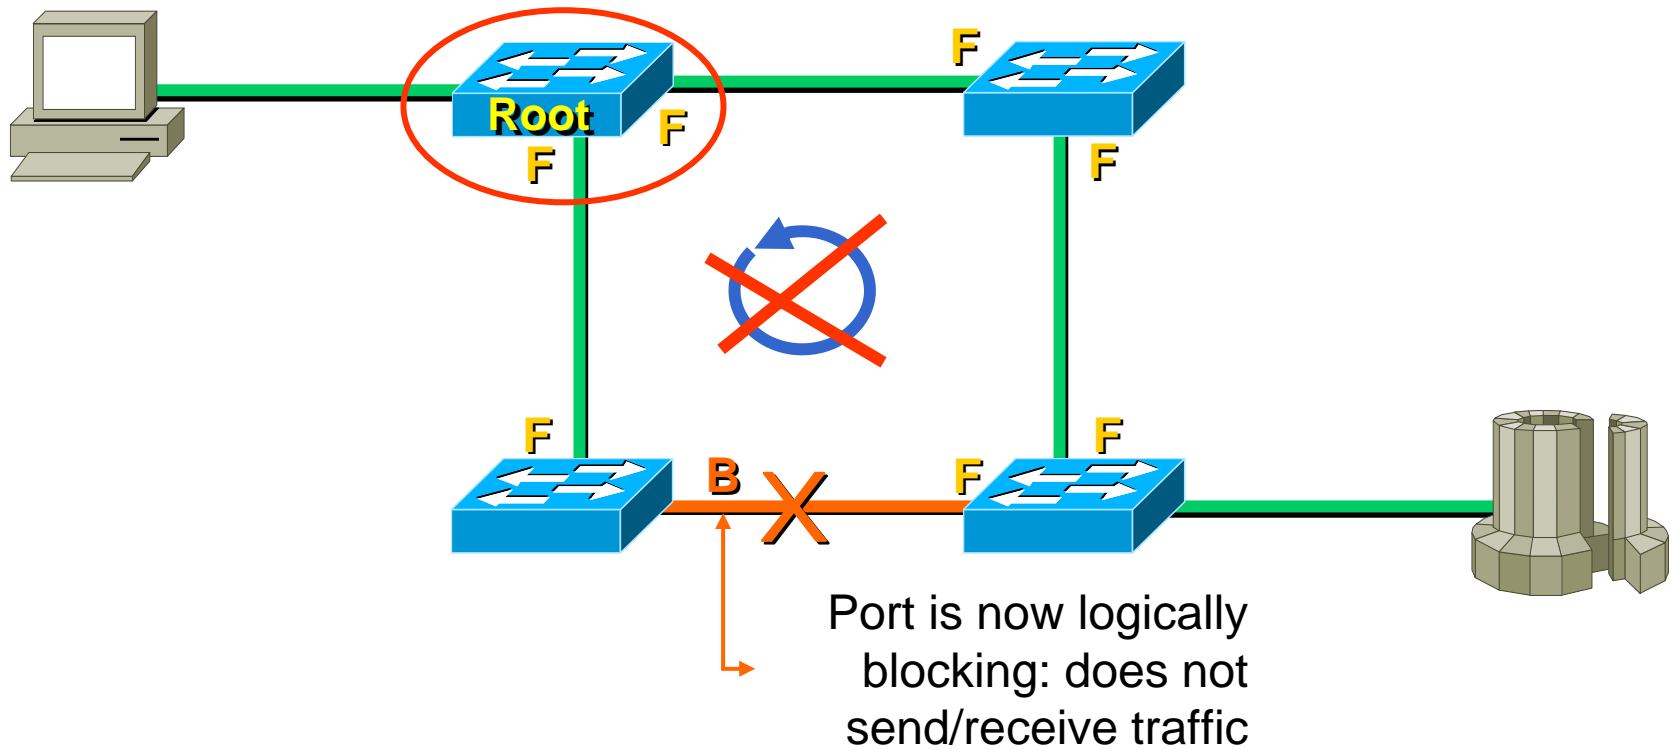 F
Root
F
F
F
F
F
B
F
Port is now logically
blocking: does not
send/receive traffic